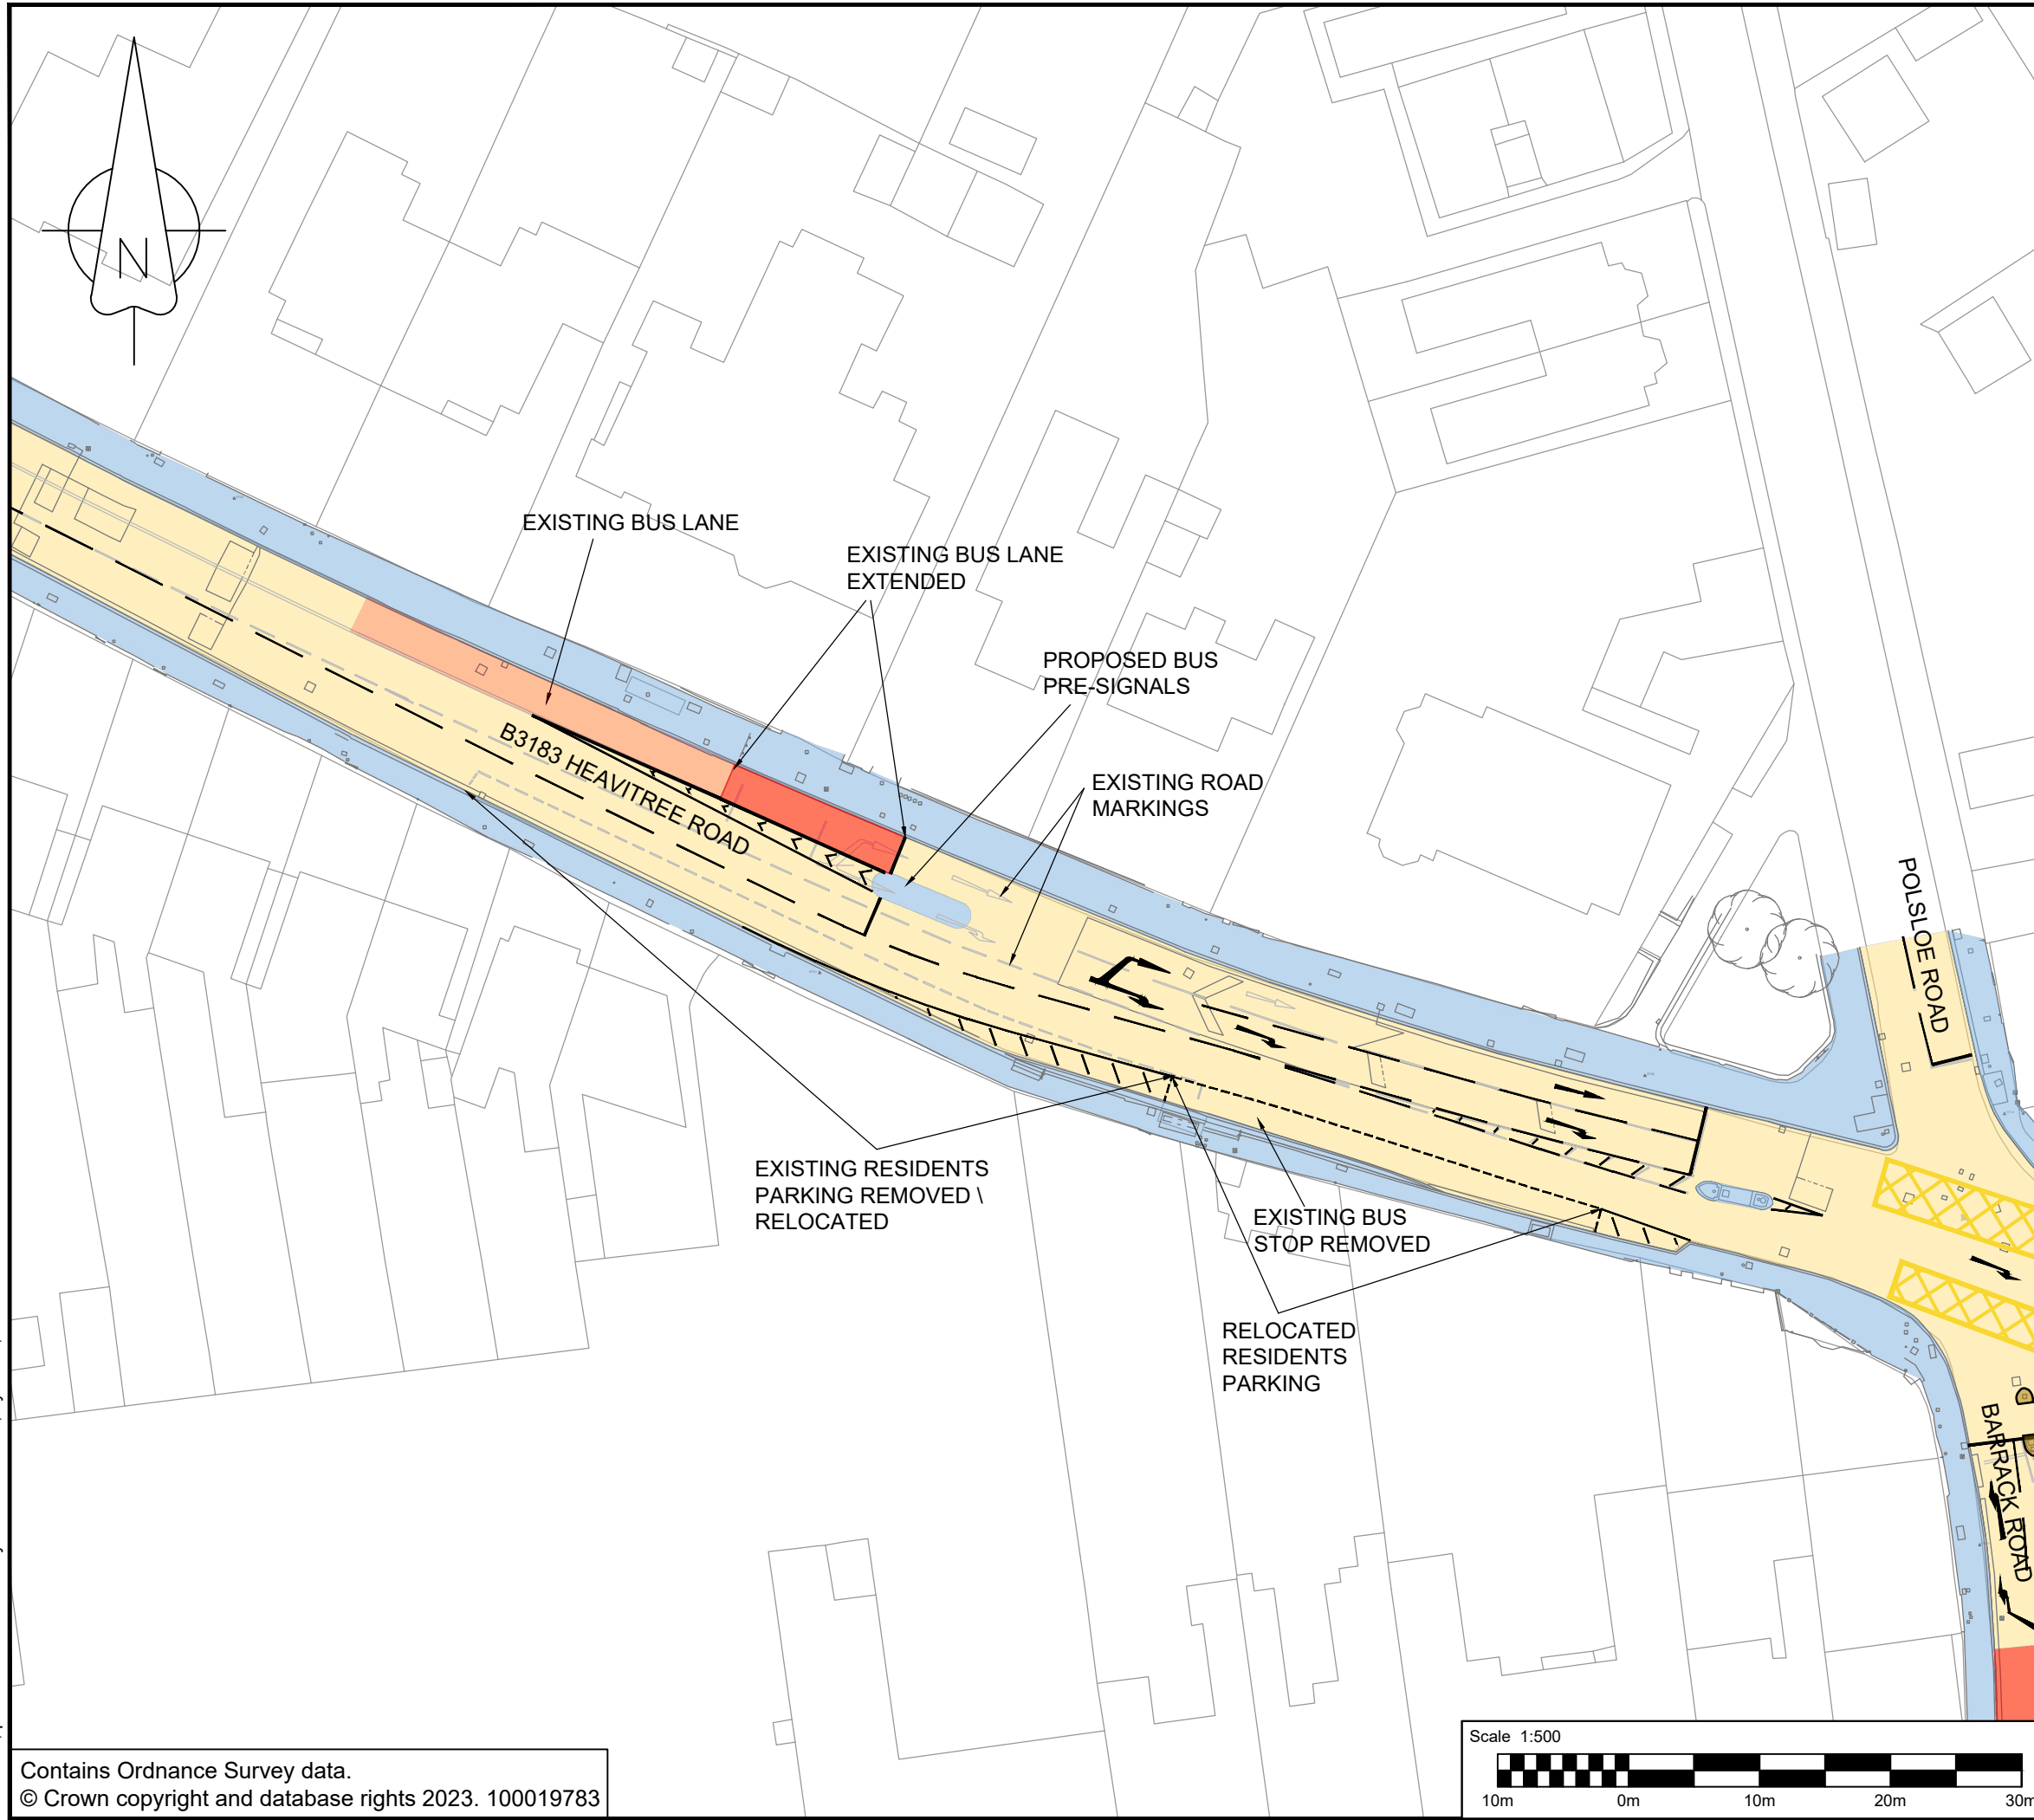 N
EXISTING BUS LANE
EXISTING BUS LANE
EXTENDED
PROPOSED BUS
PRE-SIGNALS
B3183 HEAVITREE ROAD
EXISTING ROAD
MARKINGS
POLSLOE ROAD
EXISTING RESIDENTS
PARKING REMOVED \
RELOCATED
EXISTING BUS
STOP REMOVED
RELOCATED
RESIDENTS
PARKING
BARRACK ROAD
Contains Ordnance Survey data.
© Crown copyright and database rights 2023. 100019783
Scale 1:500
10m 0m 10m 20m 30m